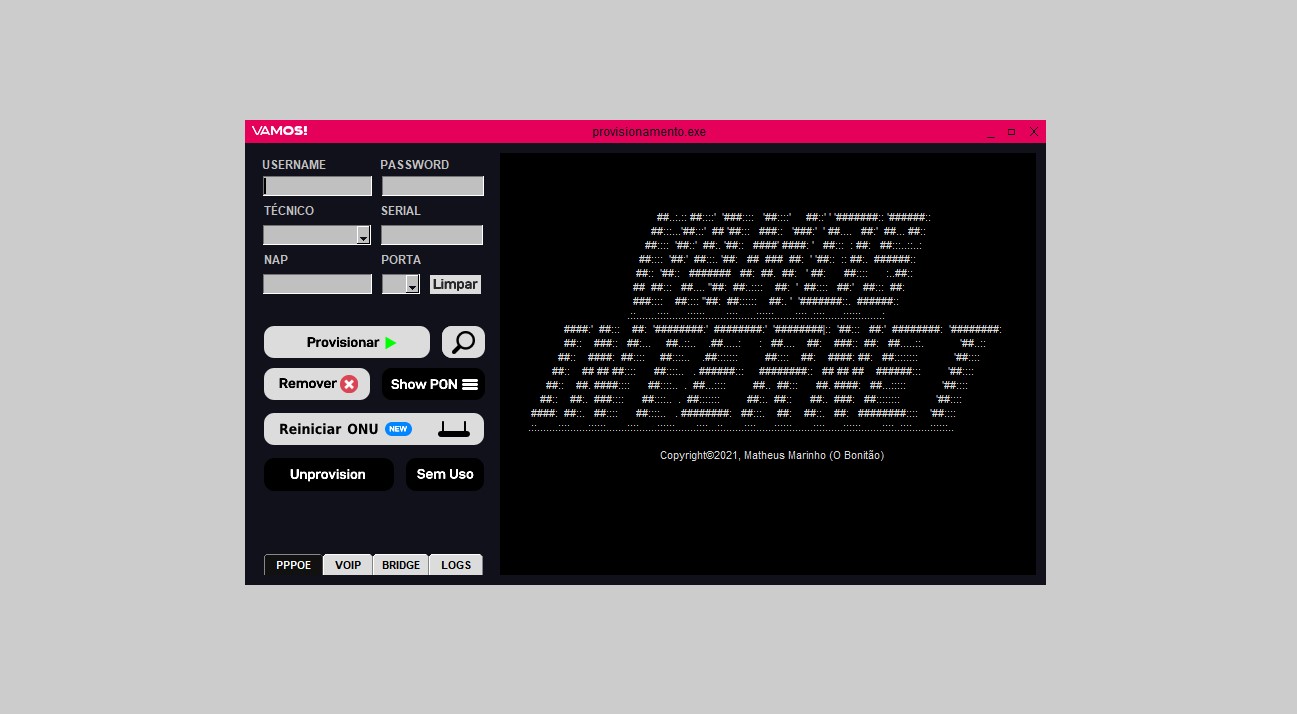 VAMOS!
provisionamento.exe
USERNAME
PASSWORD
TÉCNICO
SERIAL
NAP
PORTA
Limpar
Provisionar
Remover
Show PON
Reiniciar ONU NEW
Unprovision
Sem Uso
PPPOE
VOIP
BRIDGE
LOGS
Copyright©2021, Matheus Marinho (O Bonitão)